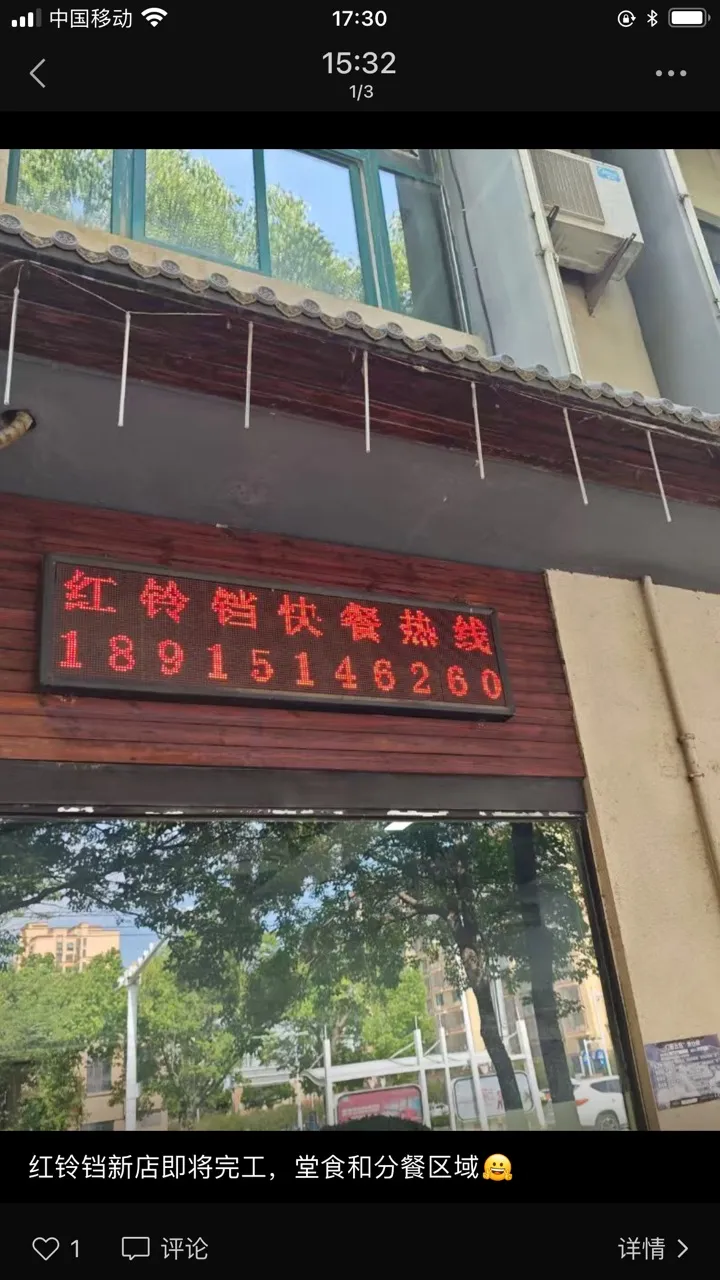 中国移动
17:30
15:32
1/3
红铃铛快餐热线
18915146260
红铃铛新店即将完工，堂食和分餐区域🤗
1
评论
详情